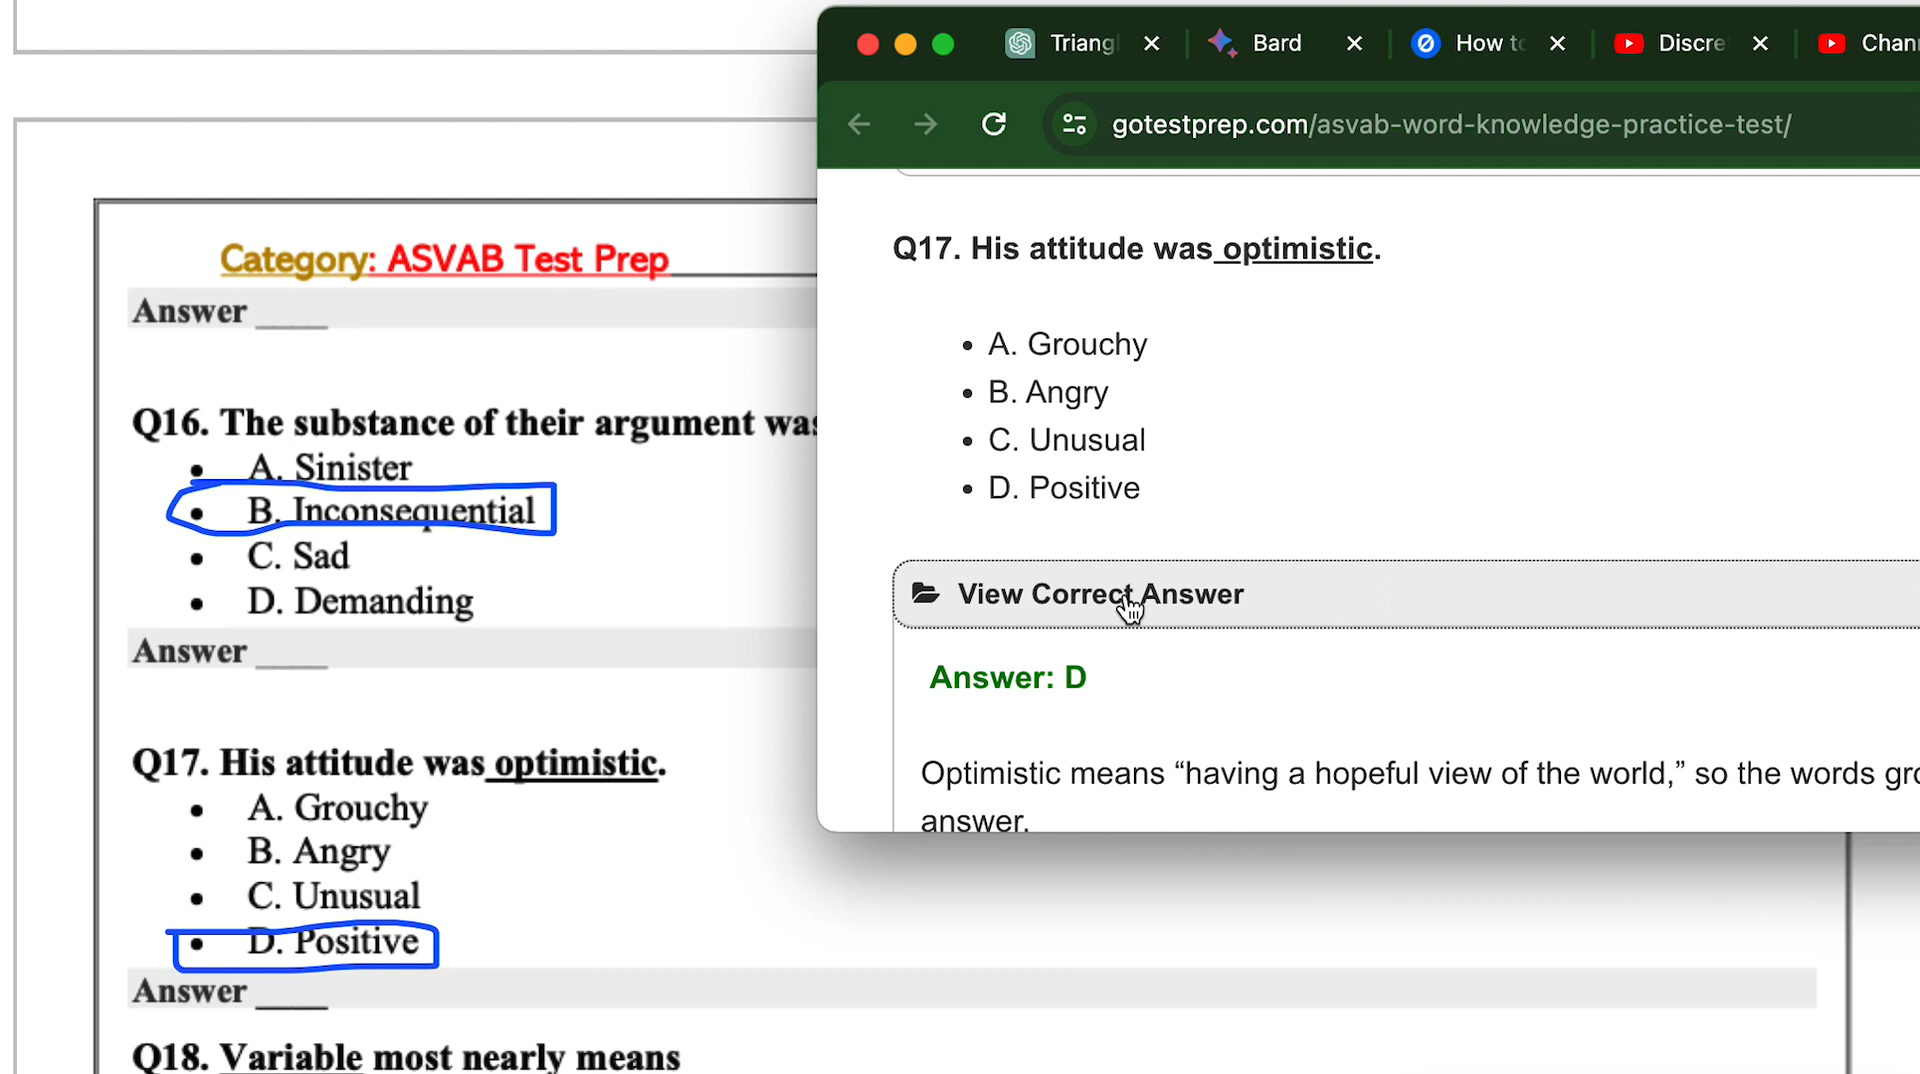 Category: ASVAB Test Prep
Answer ____
Q16. The substance of their argument was
A. Sinister
B. Inconsequential
C. Sad
D. Demanding
Answer ____
Q17. His attitude was optimistic.
A. Grouchy
B. Angry
C. Unusual
D. Positive
Answer ____
Q18. Variable most nearly means
Triang
Bard
How to
Discre
Chan
gotestprep.com/asvab-word-knowledge-practice-test/
Q17. His attitude was optimistic.
A. Grouchy
B. Angry
C. Unusual
D. Positive
View Correct Answer
Answer: D
Optimistic means “having a hopeful view of the world,” so the words gro
answer.